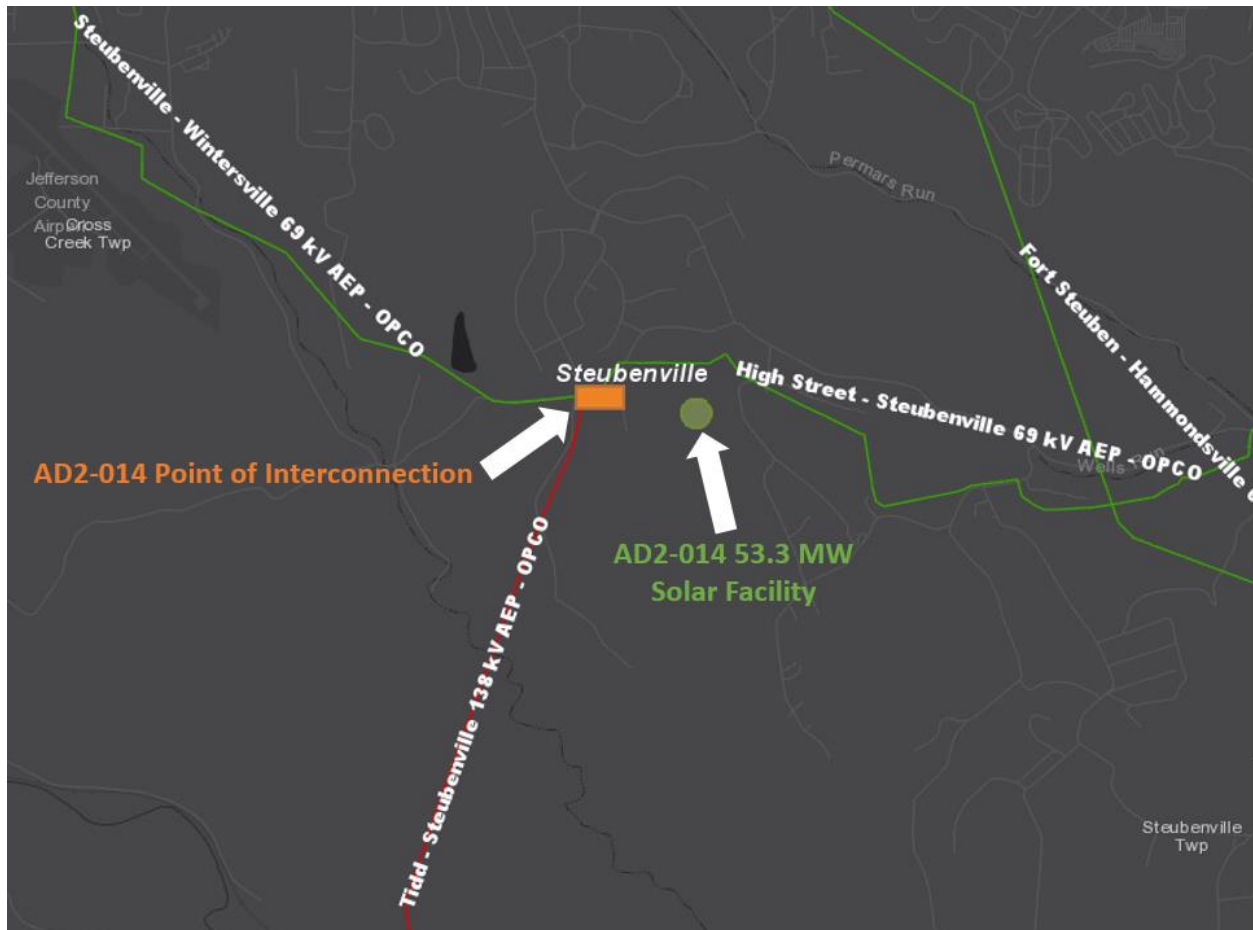 Steubenville - Wintersville 69 kV AEP - OPCO
Jefferson
County
Airpark
Cross
Creek Twp
Permars Run
Fort Steuben - Hammondsville
Steubenville
High Street - Steubenville 69 kV AEP - OPCO
Wells Run
AD2-014 Point of Interconnection
AD2-014 53.3 MW
Solar Facility
Tidd - Steubenville 138 kV AEP - OPCO
Steubenville
Twp